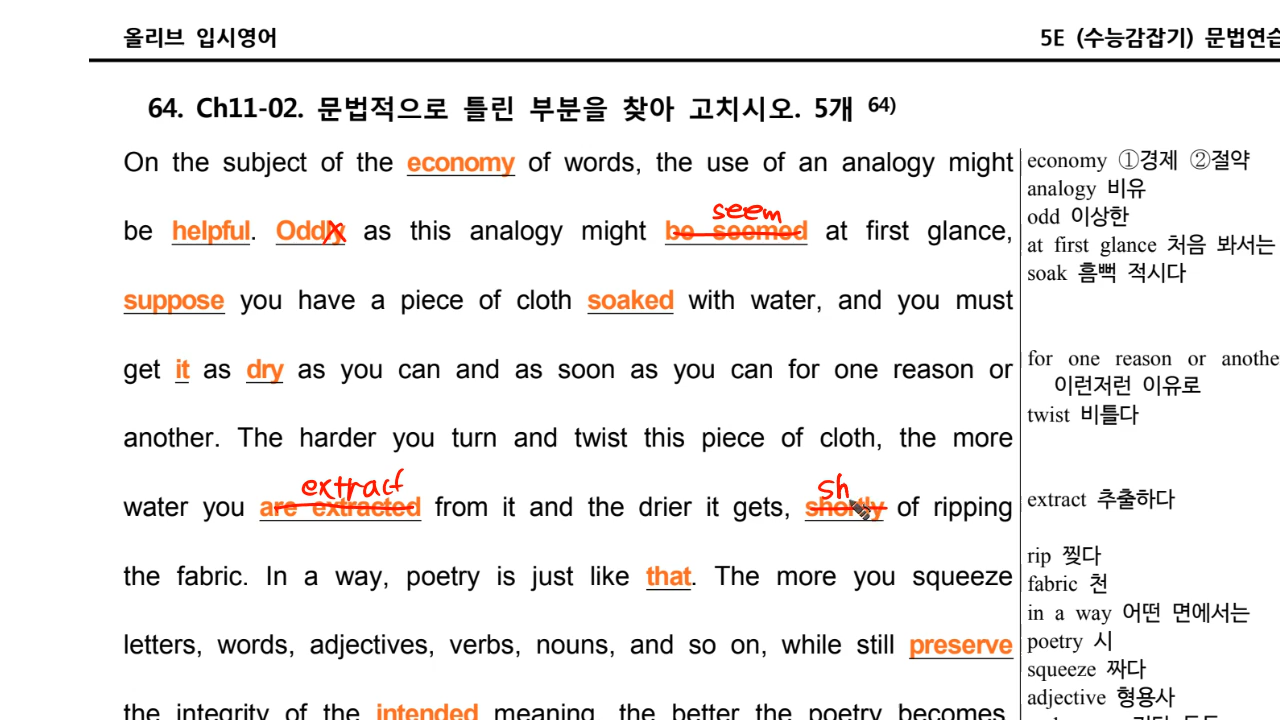 올리브 입시영어
5E (수능감잡기) 문법연습
64. Ch11-02. 문법적으로 틀린 부분을 찾아 고치시오. 5개 64)
On the subject of the economy of words, the use of an analogy might
seem
be helpful. Oddly as this analogy might be seemed at first glance,
suppose you have a piece of cloth soaked with water, and you must
get it as dry as you can and as soon as you can for one reason or
another. The harder you turn and twist this piece of cloth, the more
extract sh
water you are extracted from it and the drier it gets, shortly of ripping
the fabric. In a way, poetry is just like that. The more you squeeze
letters, words, adjectives, verbs, nouns, and so on, while still preserve
the integrity of the intended meaning, the better the poetry becomes.
economy ①경제 ②절약
analogy 비유
odd 이상한
at first glance 처음 봐서는
soak 흠뻑 적시다
for one reason or anothe
이런저런 이유로
twist 비틀다
extract 추출하다
rip 찢다
fabric 천
in a way 어떤 면에서는
poetry 시
squeeze 짜다
adjective 형용사